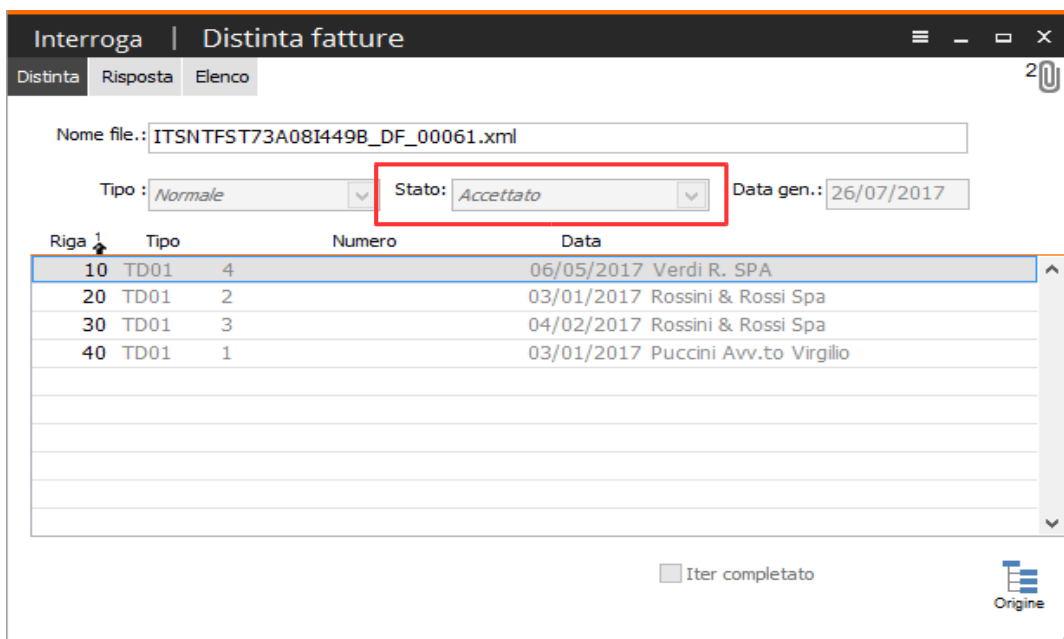 Interroga | Distinta fatture
Distinta Risposta Elenco 2
Nome file.: ITSNTFST73A08I449B_DF_00061.xml
Tipo : Normale Stato: Accettato Data gen.: 26/07/2017
Riga 1 Tipo Numero Data
10 TD01 4 06/05/2017 Verdi R. SPA
20 TD01 2 03/01/2017 Rossini & Rossi Spa
30 TD01 3 04/02/2017 Rossini & Rossi Spa
40 TD01 1 03/01/2017 Puccini Avv.to Virgilio
Iter completato
Origine